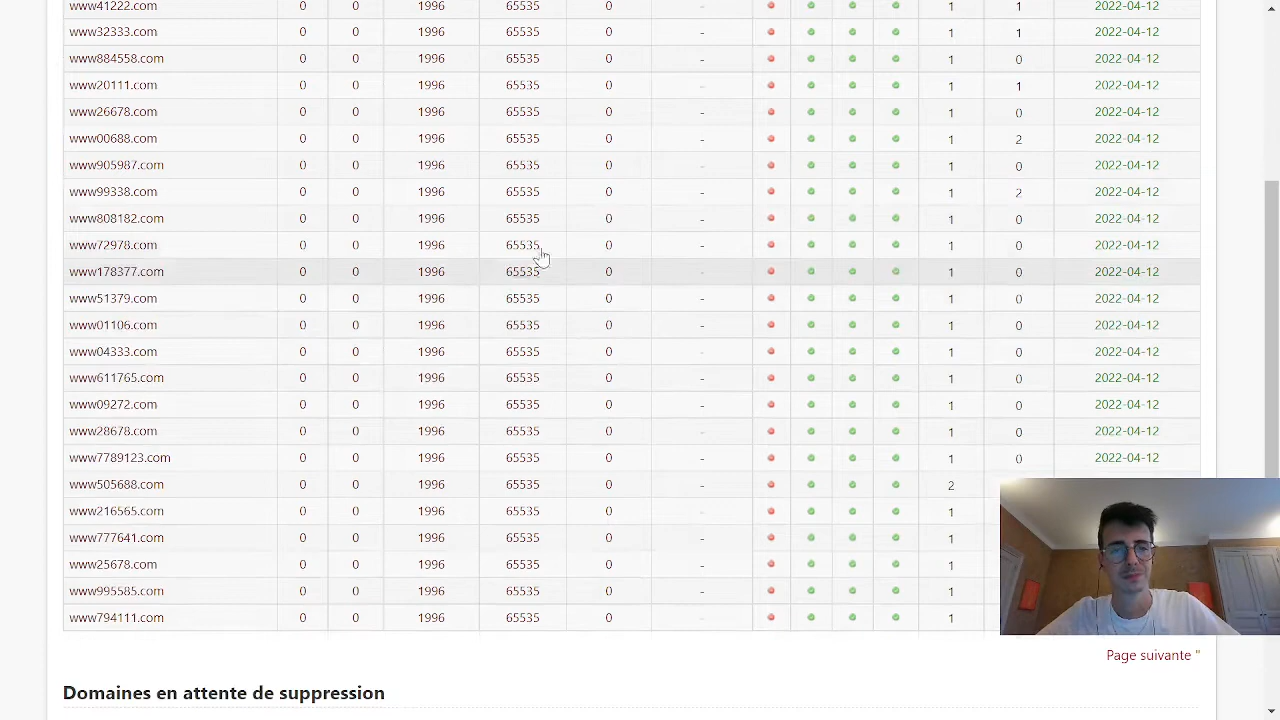 www41222.com 0 0 1996 65535 0 - 1 1 2022-04-12
www32333.com 0 0 1996 65535 0 - 1 1 2022-04-12
www884558.com 0 0 1996 65535 0 - 1 0 2022-04-12
www20111.com 0 0 1996 65535 0 - 1 1 2022-04-12
www26678.com 0 0 1996 65535 0 - 1 0 2022-04-12
www00688.com 0 0 1996 65535 0 - 1 2 2022-04-12
www905987.com 0 0 1996 65535 0 - 1 0 2022-04-12
www99338.com 0 0 1996 65535 0 - 1 2 2022-04-12
www808182.com 0 0 1996 65535 0 - 1 0 2022-04-12
www72978.com 0 0 1996 65535 0 - 1 0 2022-04-12
www178377.com 0 0 1996 65535 0 - 1 0 2022-04-12
www51379.com 0 0 1996 65535 0 - 1 0 2022-04-12
www01106.com 0 0 1996 65535 0 - 1 0 2022-04-12
www04333.com 0 0 1996 65535 0 - 1 0 2022-04-12
www611765.com 0 0 1996 65535 0 - 1 0 2022-04-12
www09272.com 0 0 1996 65535 0 - 1 0 2022-04-12
www28678.com 0 0 1996 65535 0 - 1 0 2022-04-12
www7789123.com 0 0 1996 65535 0 - 1 0 2022-04-12
www505688.com 0 0 1996 65535 0 - 2
www216565.com 0 0 1996 65535 0 - 1
www777641.com 0 0 1996 65535 0 - 1
www25678.com 0 0 1996 65535 0 - 1
www995585.com 0 0 1996 65535 0 - 1
www794111.com 0 0 1996 65535 0 - 1
Page suivante "
Domaines en attente de suppression